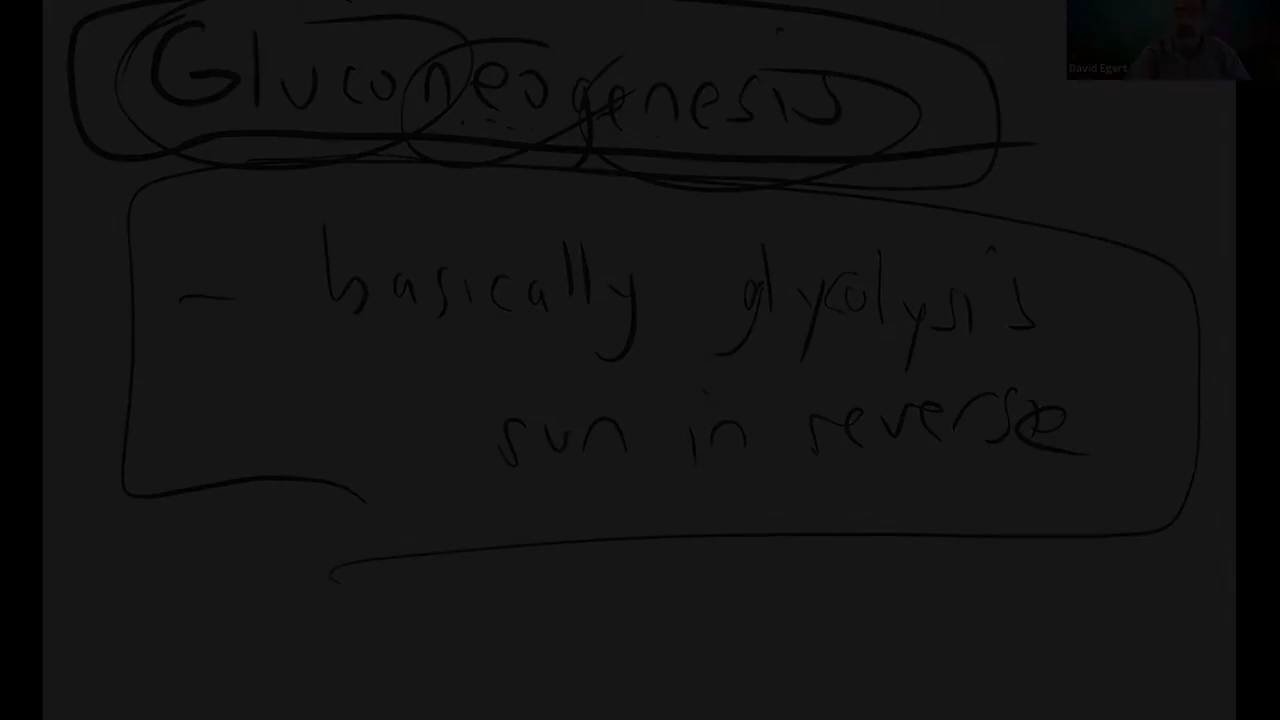 Gluconeogenesis
David Egert
- basically glycolysis
run in reverse